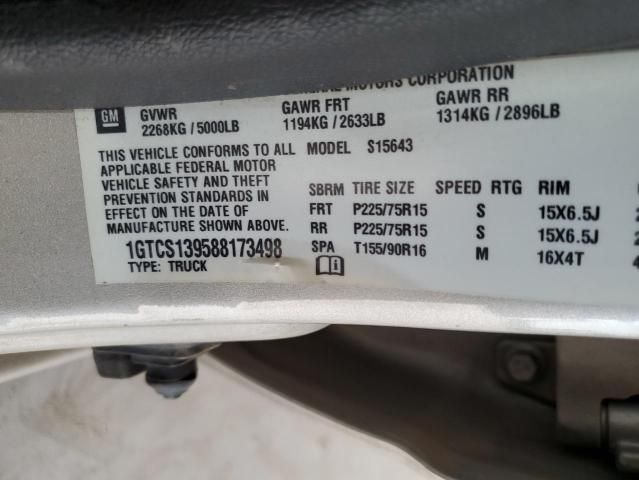 MOTORS CORPORATION
GM
GVWR GAWR FRT GAWR RR
2268KG / 5000LB 1194KG / 2633LB 1314KG / 2896LB
THIS VEHICLE CONFORMS TO ALL MODEL S15643
APPLICABLE FEDERAL MOTOR
VEHICLE SAFETY AND THEFT
PREVENTION STANDARDS IN
EFFECT ON THE DATE OF
MANUFACTURE SHOWN ABOVE.
1GTCS139588173498
TYPE: TRUCK
SBRM TIRE SIZE SPEED RTG RIM
FRT P225/75R15 S 15X6.5J
RR P225/75R15 S 15X6.5J
SPA T155/90R16 M 16X4T